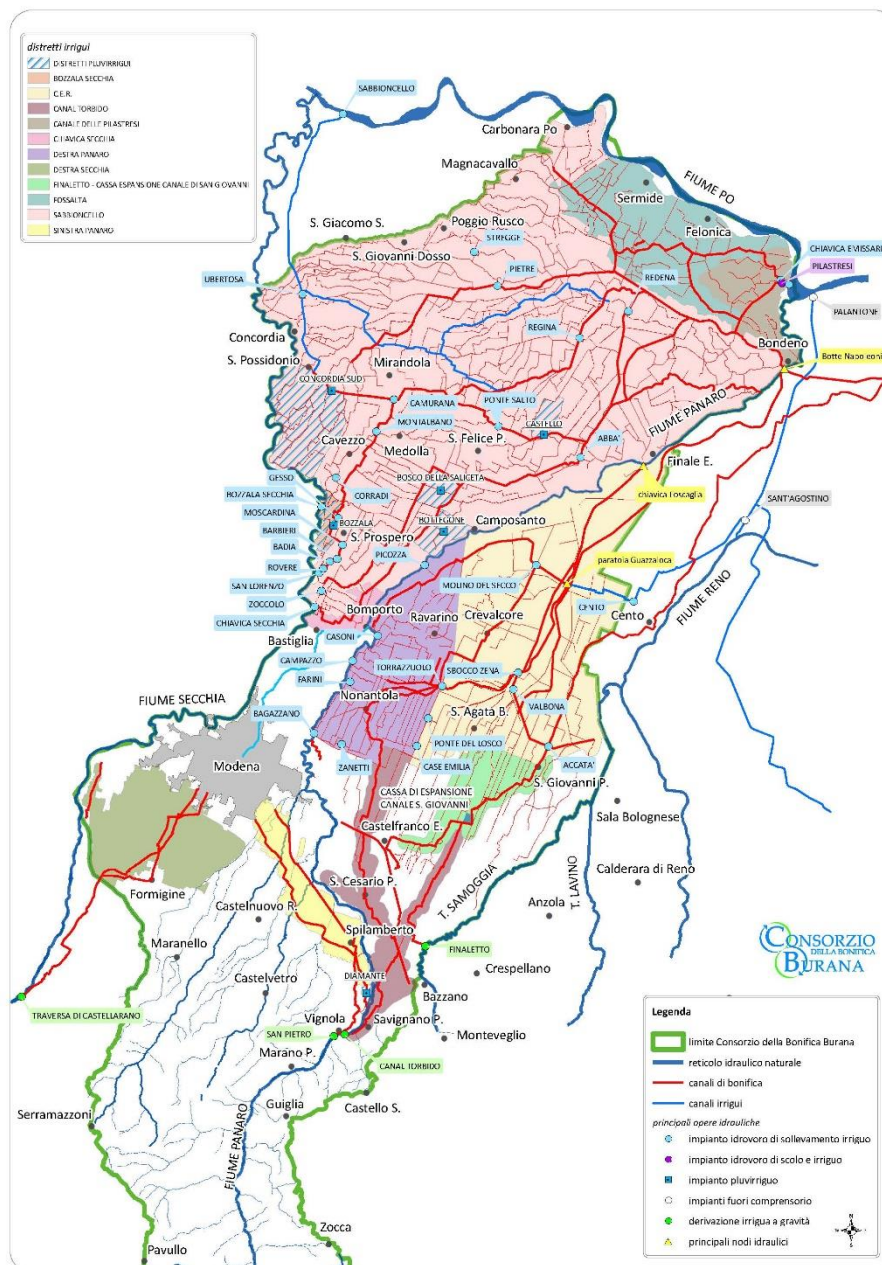 distretti irrigui
DISTRETTI PLUVIRRIGUI
BOZZALA SECCHIA
C.E.R.
CANAL TORBIDO
CANALE DELLE PILASTRESI
CHIAVICA SECCHIA
DESTRA PANARO
DESTRA SECCHIA
FINALETTO - CASSA ESPANSIONE CANALE DI SAN GIOVANNI
FOSSALTA
SABBIONCELLO
SINISTRA PANARO
SABBIONCELLO
Carbonara Po
Magnacavallo
FIUME PO
Sermide
S. Giacomo S.
Poggio Rusco
Felonica
S. Giovanni Dosso
STREGGE
CHIAVICA EMISSARI
PILASTRESI
UBERTOSA
PIETRE
REDENA
PALANTONE
Concordia
REGINA
Bondeno
S. Possidonio
Mirandola
Botte Napoleoni
CONCORDIA SUD
CAMURANA
PONTE SALTO
MONTALBANO
CASTELLO
FIUME PANARO
Cavezzo
Medolla
S. Felice P.
ABBA'
Finale E.
GESSO
BOSCO DELLA SALICETA
chiavica Foscaglia
SANT'AGOSTINO
BOZZALA SECCHIA
CORRADI
MOSCARDINA
BOZZALA
BOTTEGONE
Camposanto
BARBIERI
S. Prospero
BADIA
PICOZZA
paratoia Guazzaloca
ROVERE
MOLINO DEL SECCO
SAN LORENZO
FIUME RENO
ZOCCOLO
Bomporto
CENTO
Cento
CHIAVICA SECCHIA
Ravarino
Crevalcore
Bastiglia
CASONI
CAMPAZZO
TORRAZZUOLO
SBOCCO ZENA
FARINI
FIUME SECCHIA
Nonantola
VALBONA
BAGAZZANO
S. Agata B.
PONTE DEL LOSCO
Modena
ZANETTI
CASE EMILIA
ACCATA'
CASSA DI ESPANSIONE
CANALE S. GIOVANNI
S. Giovanni P.
Sala Bolognese
Castelfranco E.
T. SAMOGGIA
T. LAVINO
Calderara di Reno
Formigine
S. Cesario P.
Castelnuovo R.
Anzola
Maranello
Spilamberto
FINALETTO
CONSORZIO
DELLA BONIFICA
BURANA
Castelvetro
DIAMANTE
Crespellano
Bazzano
TRAVERSA DI CASTELLARANO
Vignola
Savignano P.
SAN PIETRO
Monteveglio
Marano P.
CANAL TORBIDO
Castello S.
Serramazzoni
Guiglia
FIUME PANARO
Zocca
Pavullo
Legenda
limite Consorzio della Bonifica Burana
reticolo idraulico naturale
canali di bonifica
canali irrigui
principali opere idrauliche
impianto idrovoro di sollevamento irriguo
impianto idrovoro di scolo e irriguo
impianto pluvirriguo
impianti fuori comprensorio
derivazione irrigua a gravità
principali nodi idraulici